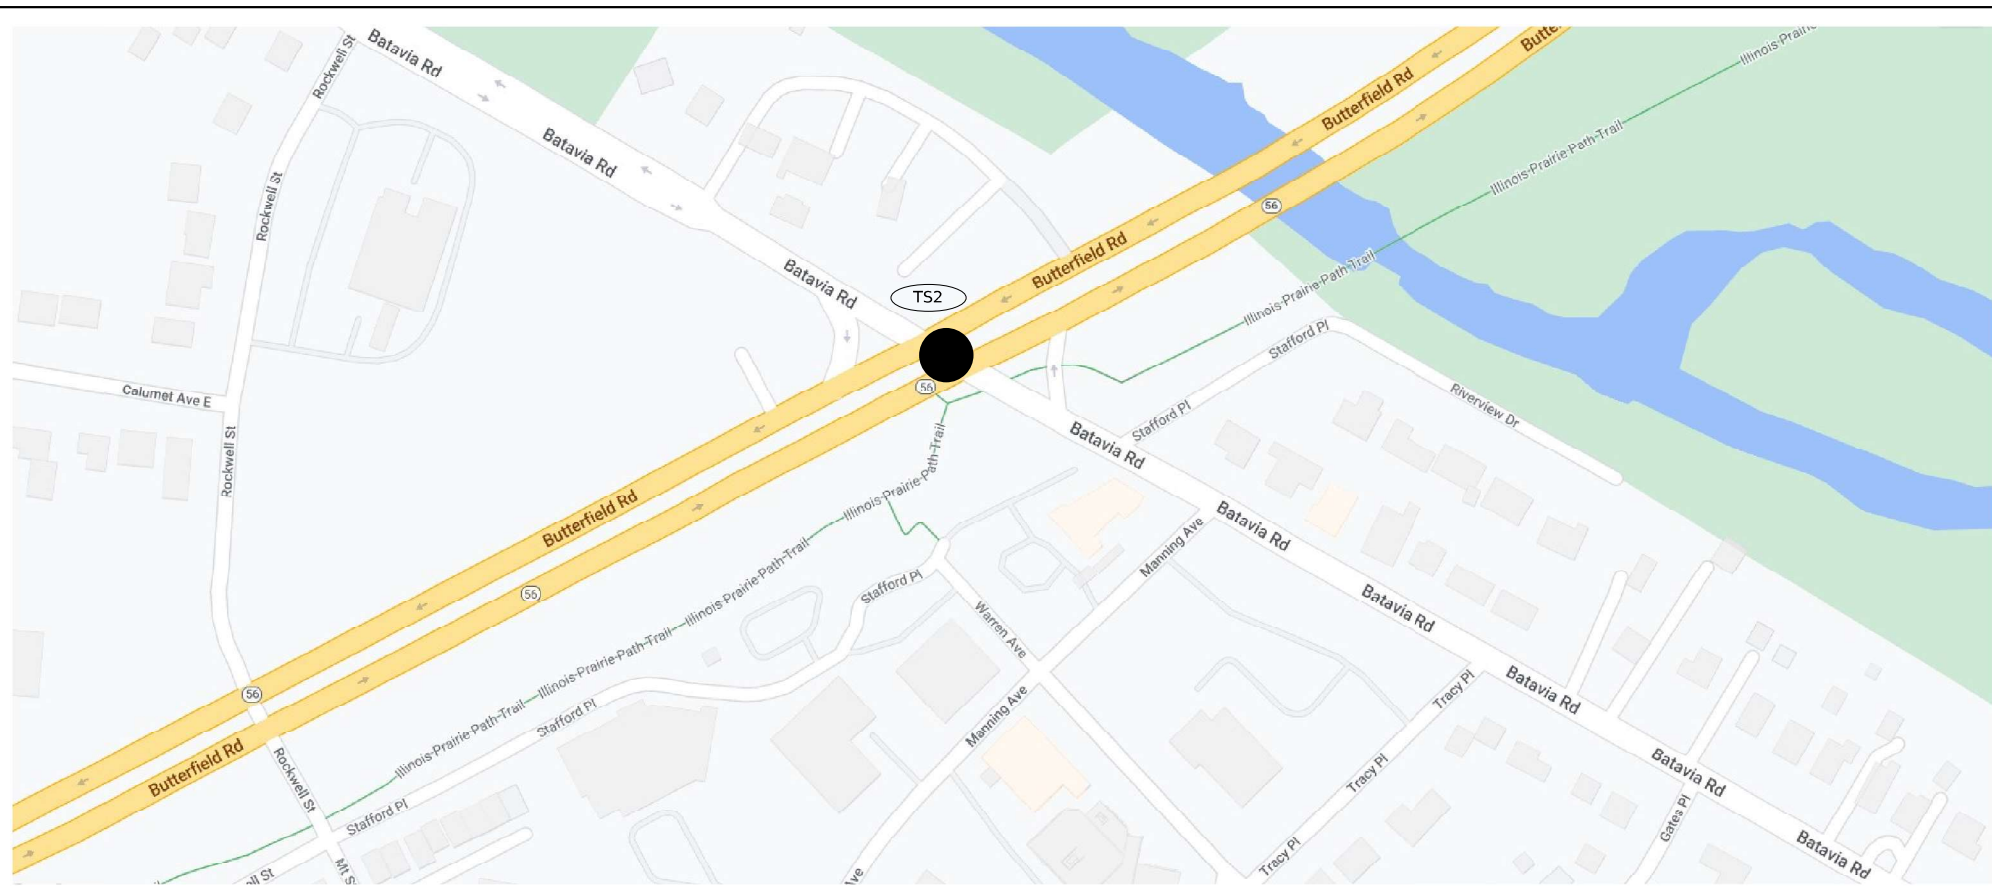 Batavia Rd
Butte
Illinois-Prairie
Rockwell St
Butterfield Rd
Batavia Rd
Illinois-Prairie-Path-Trail
Rockwell St
56
Butterfield Rd
Batavia Rd
Illinois-Prairie-Path Trail
TS2
Stafford Pl
56
Calumet Ave E
Riverview Dr
Stafford Pl
Batavia Rd
Illinois-Prairie-Path-Trail
Rockwell St
Butterfield Rd
Batavia Rd
Manning Ave
Illinois-Prairie-Path-Trail
56
Stafford Pl
Warren Ave
Batavia Rd
Illinois-Prairie-Path-Trail
56
Stafford Pl
Manning Ave
Tracy Pl
Batavia Rd
Illinois-Prairie-Path-Trail
Butterfield Rd
Rockwell St
Tracy Pl
Batavia Rd
Stafford Pl
Gates Pl
Tracy Pl
Batavia Rd
ell St
Mt S
Ave